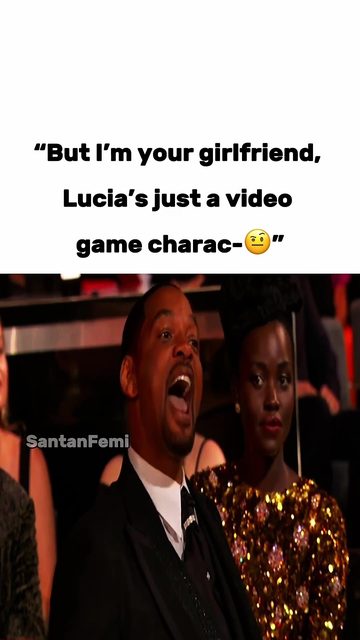 “But I’m your girlfriend,
Lucia’s just a video
game charac-🤨”
SantanFemi